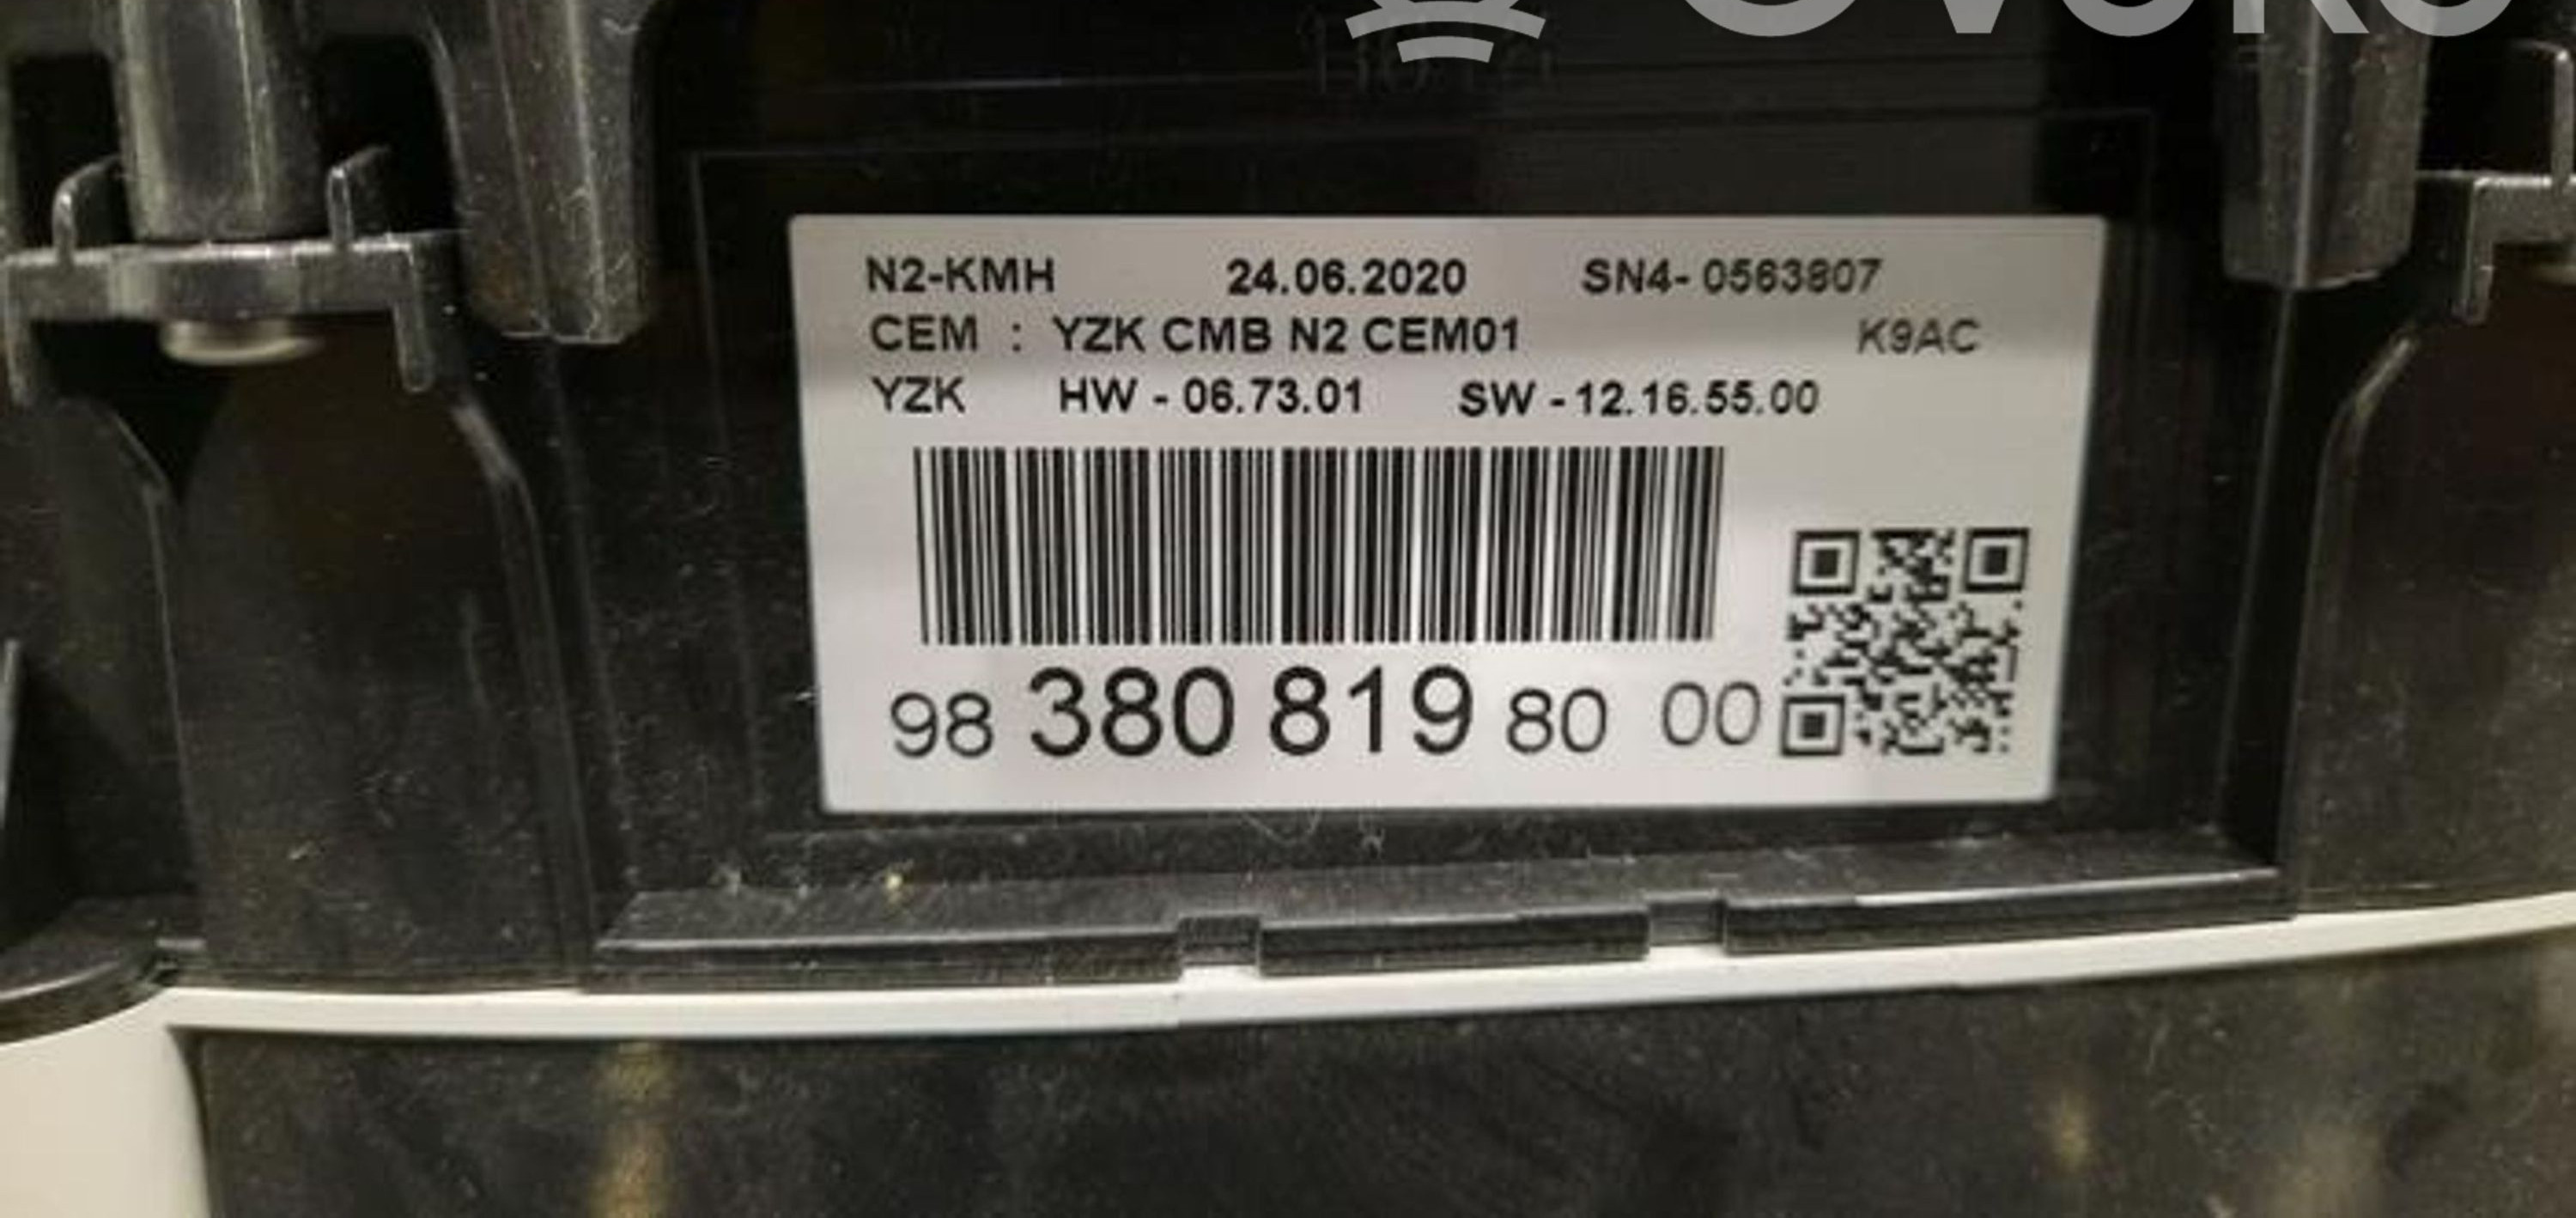 N2-KMH 24.06.2020 SN4- 0563807
CEM : YZK CMB N2 CEM01 K9AC
YZK HW - 06.73.01 SW - 12.16.55.00
98 380 819 80 00